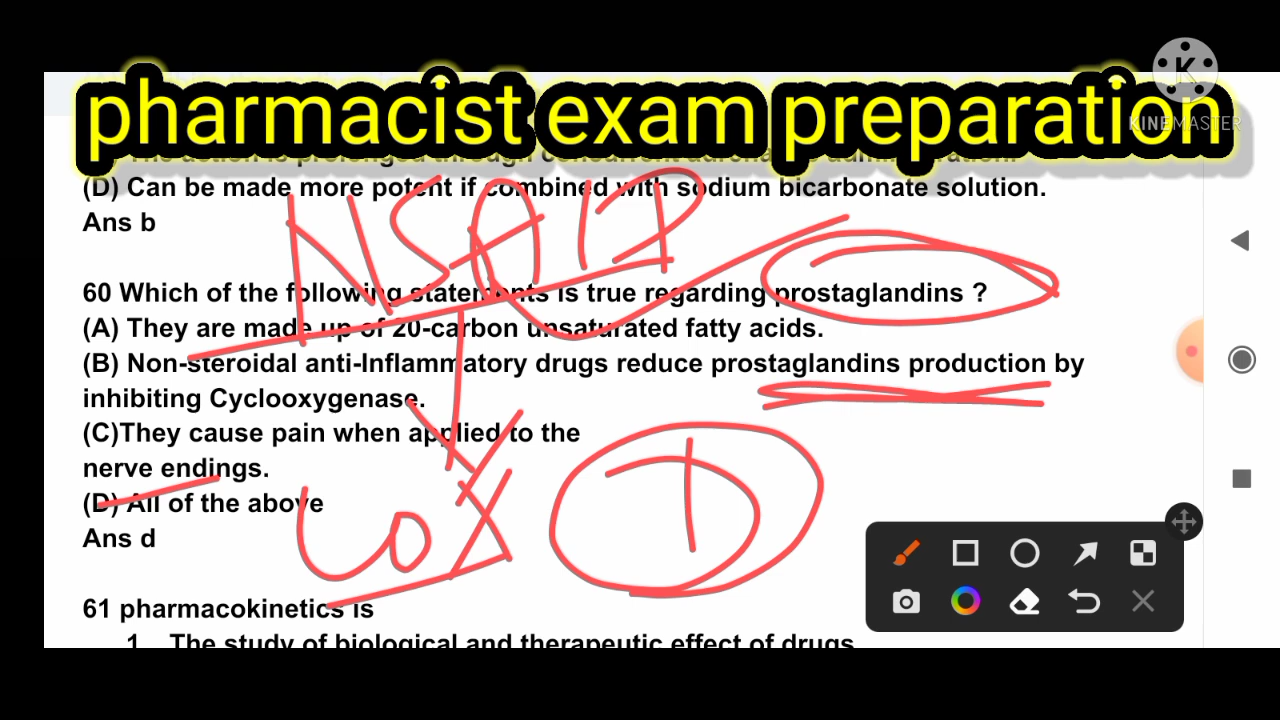 pharmacist exam preparation
KINEMASTER
(D) Can be made more potent if combined with sodium bicarbonate solution.
Ans b
NSAID
60 Which of the following statements is true regarding prostaglandins ?
(A) They are made up of 20-carbon unsaturated fatty acids.
(B) Non-steroidal anti-Inflammatory drugs reduce prostaglandins production by
inhibiting Cyclooxygenase.
(C)They cause pain when applied to the
nerve endings.
(D) All of the above
COX
D
Ans d
61 pharmacokinetics is
1 The study of biological and therapeutic effect of drugs